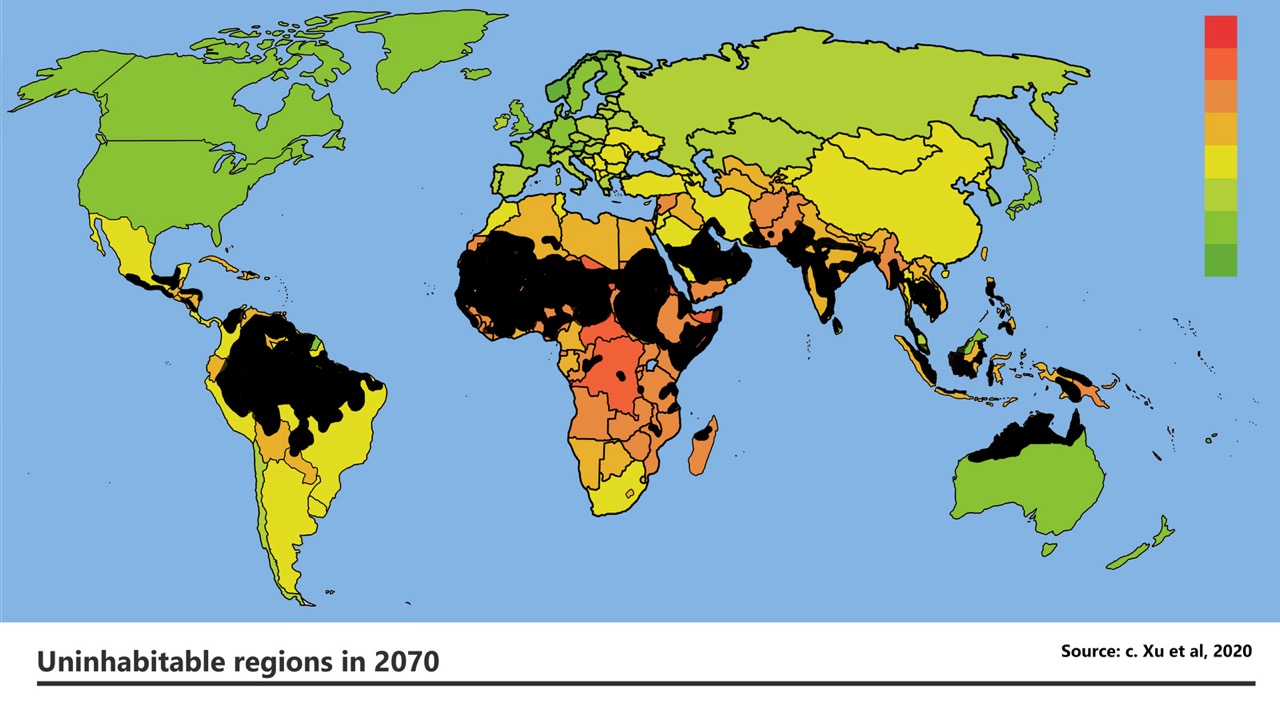 Uninhabitable regions in 2070
Source: c. Xu et al, 2020